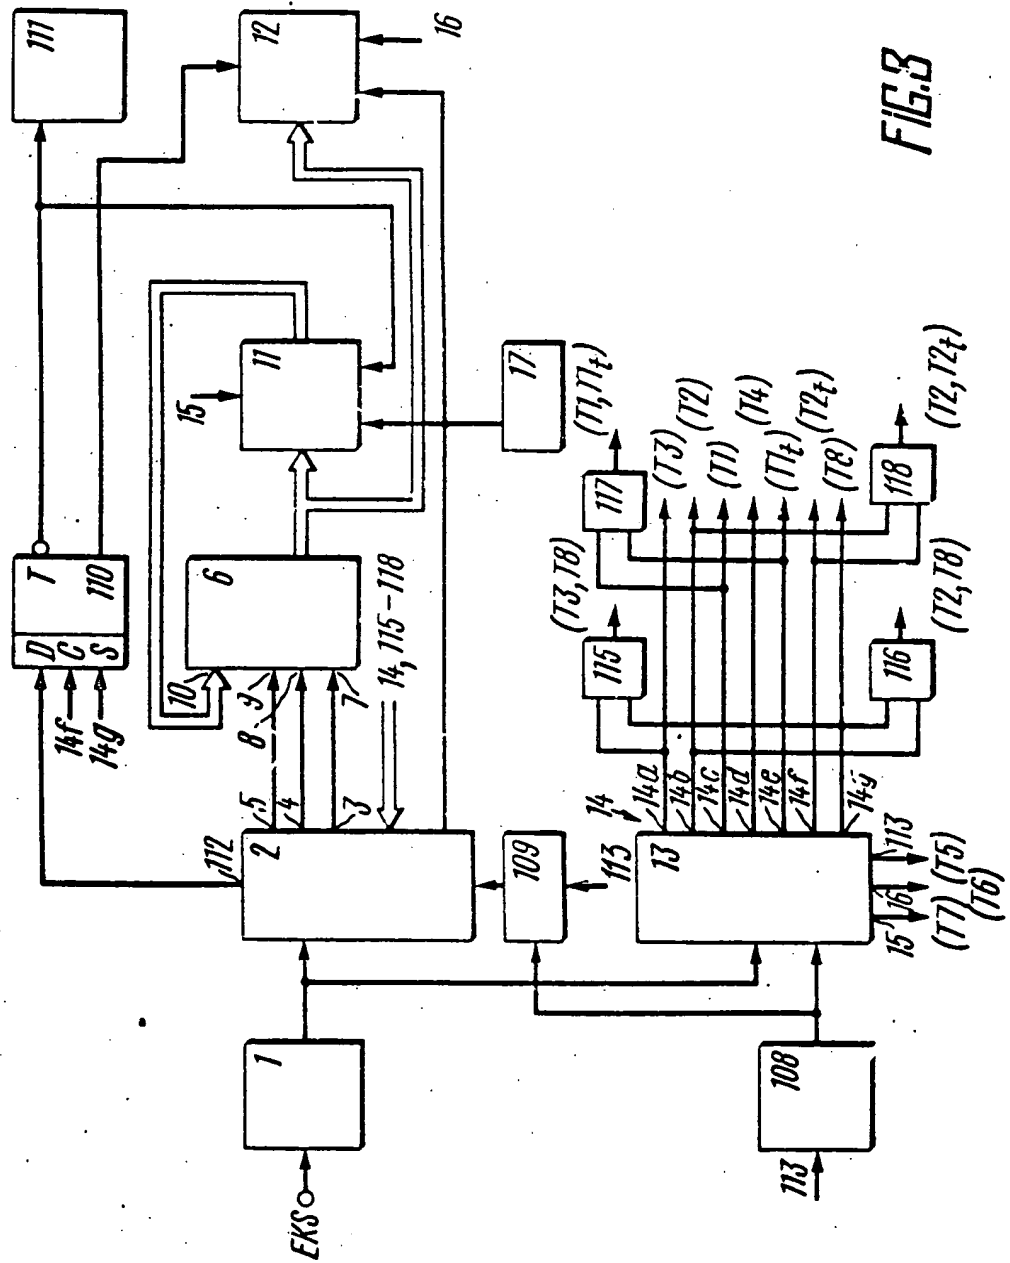 111
12
16
11
15
17
T
110
D
C
S
14f
14g
6
10
9
8
7
14, 115-118
5
4
3
112
2
109
113
1
EKS
108
113
13
14
14a
14b
14c
14d
14e
14f
14g
113
(T5)
16
(T6)
15
(T7)
115
(T3, T8)
116
(T2, T8)
117
(T1, T1t)
118
(T2, T2t)
(T3)
(T2)
(T1)
(T4)
(T1t)
(T2t)
(T8)
FIG.8